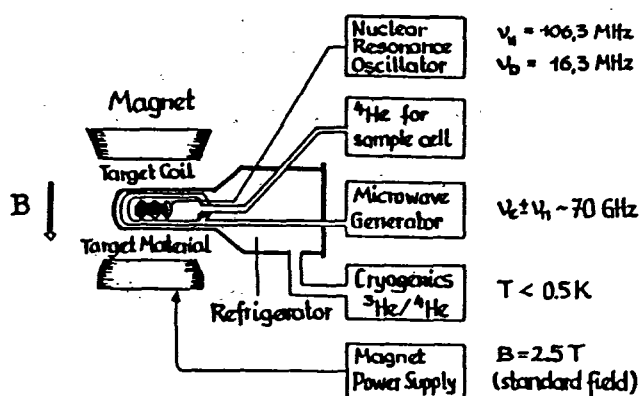 Nuclear
Resonance
Oscillator
ν_H = 106,3 MHz
ν_D = 16,3 MHz
Magnet
⁴He for
sample cell
Target Coil
B
Microwave
Generator
ν_e ± ν_n ~ 70 GHz
Target Material
Refrigerator
Cryogenics
³He/⁴He
T < 0.5 K
Magnet
Power Supply
B = 2.5 T
(standard field)